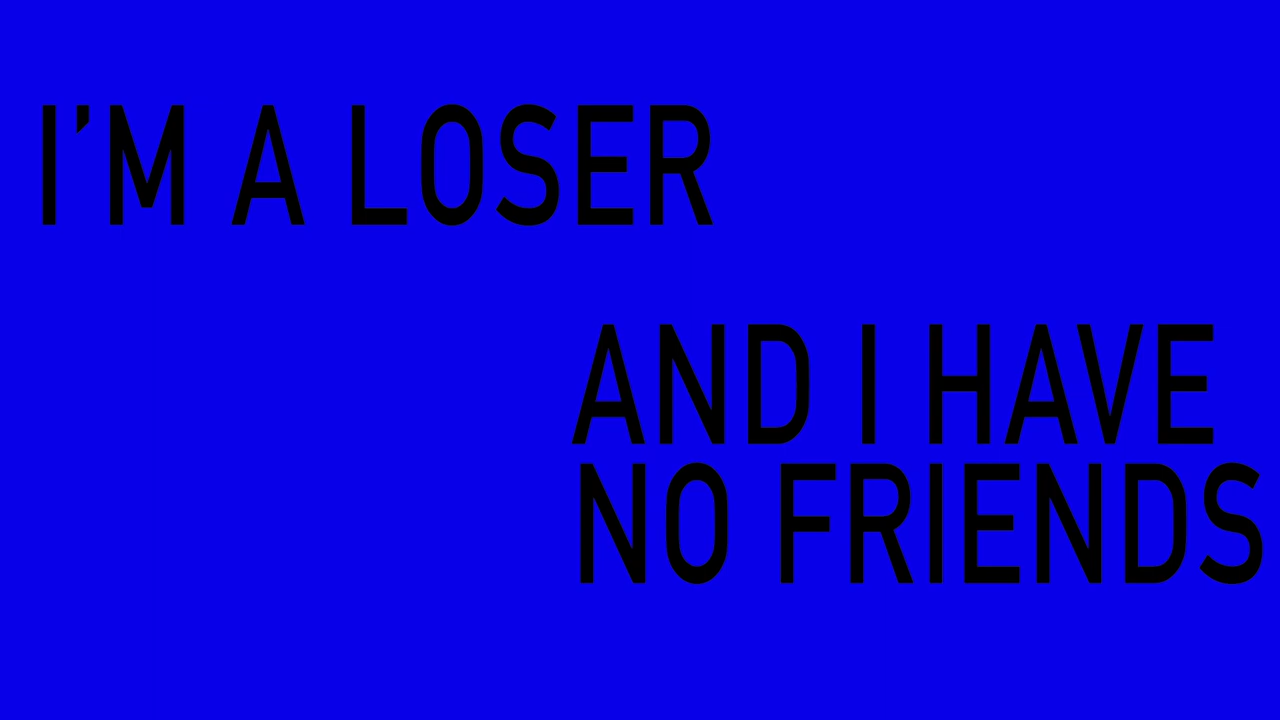 I’M A LOSER
AND I HAVE
NO FRIENDS